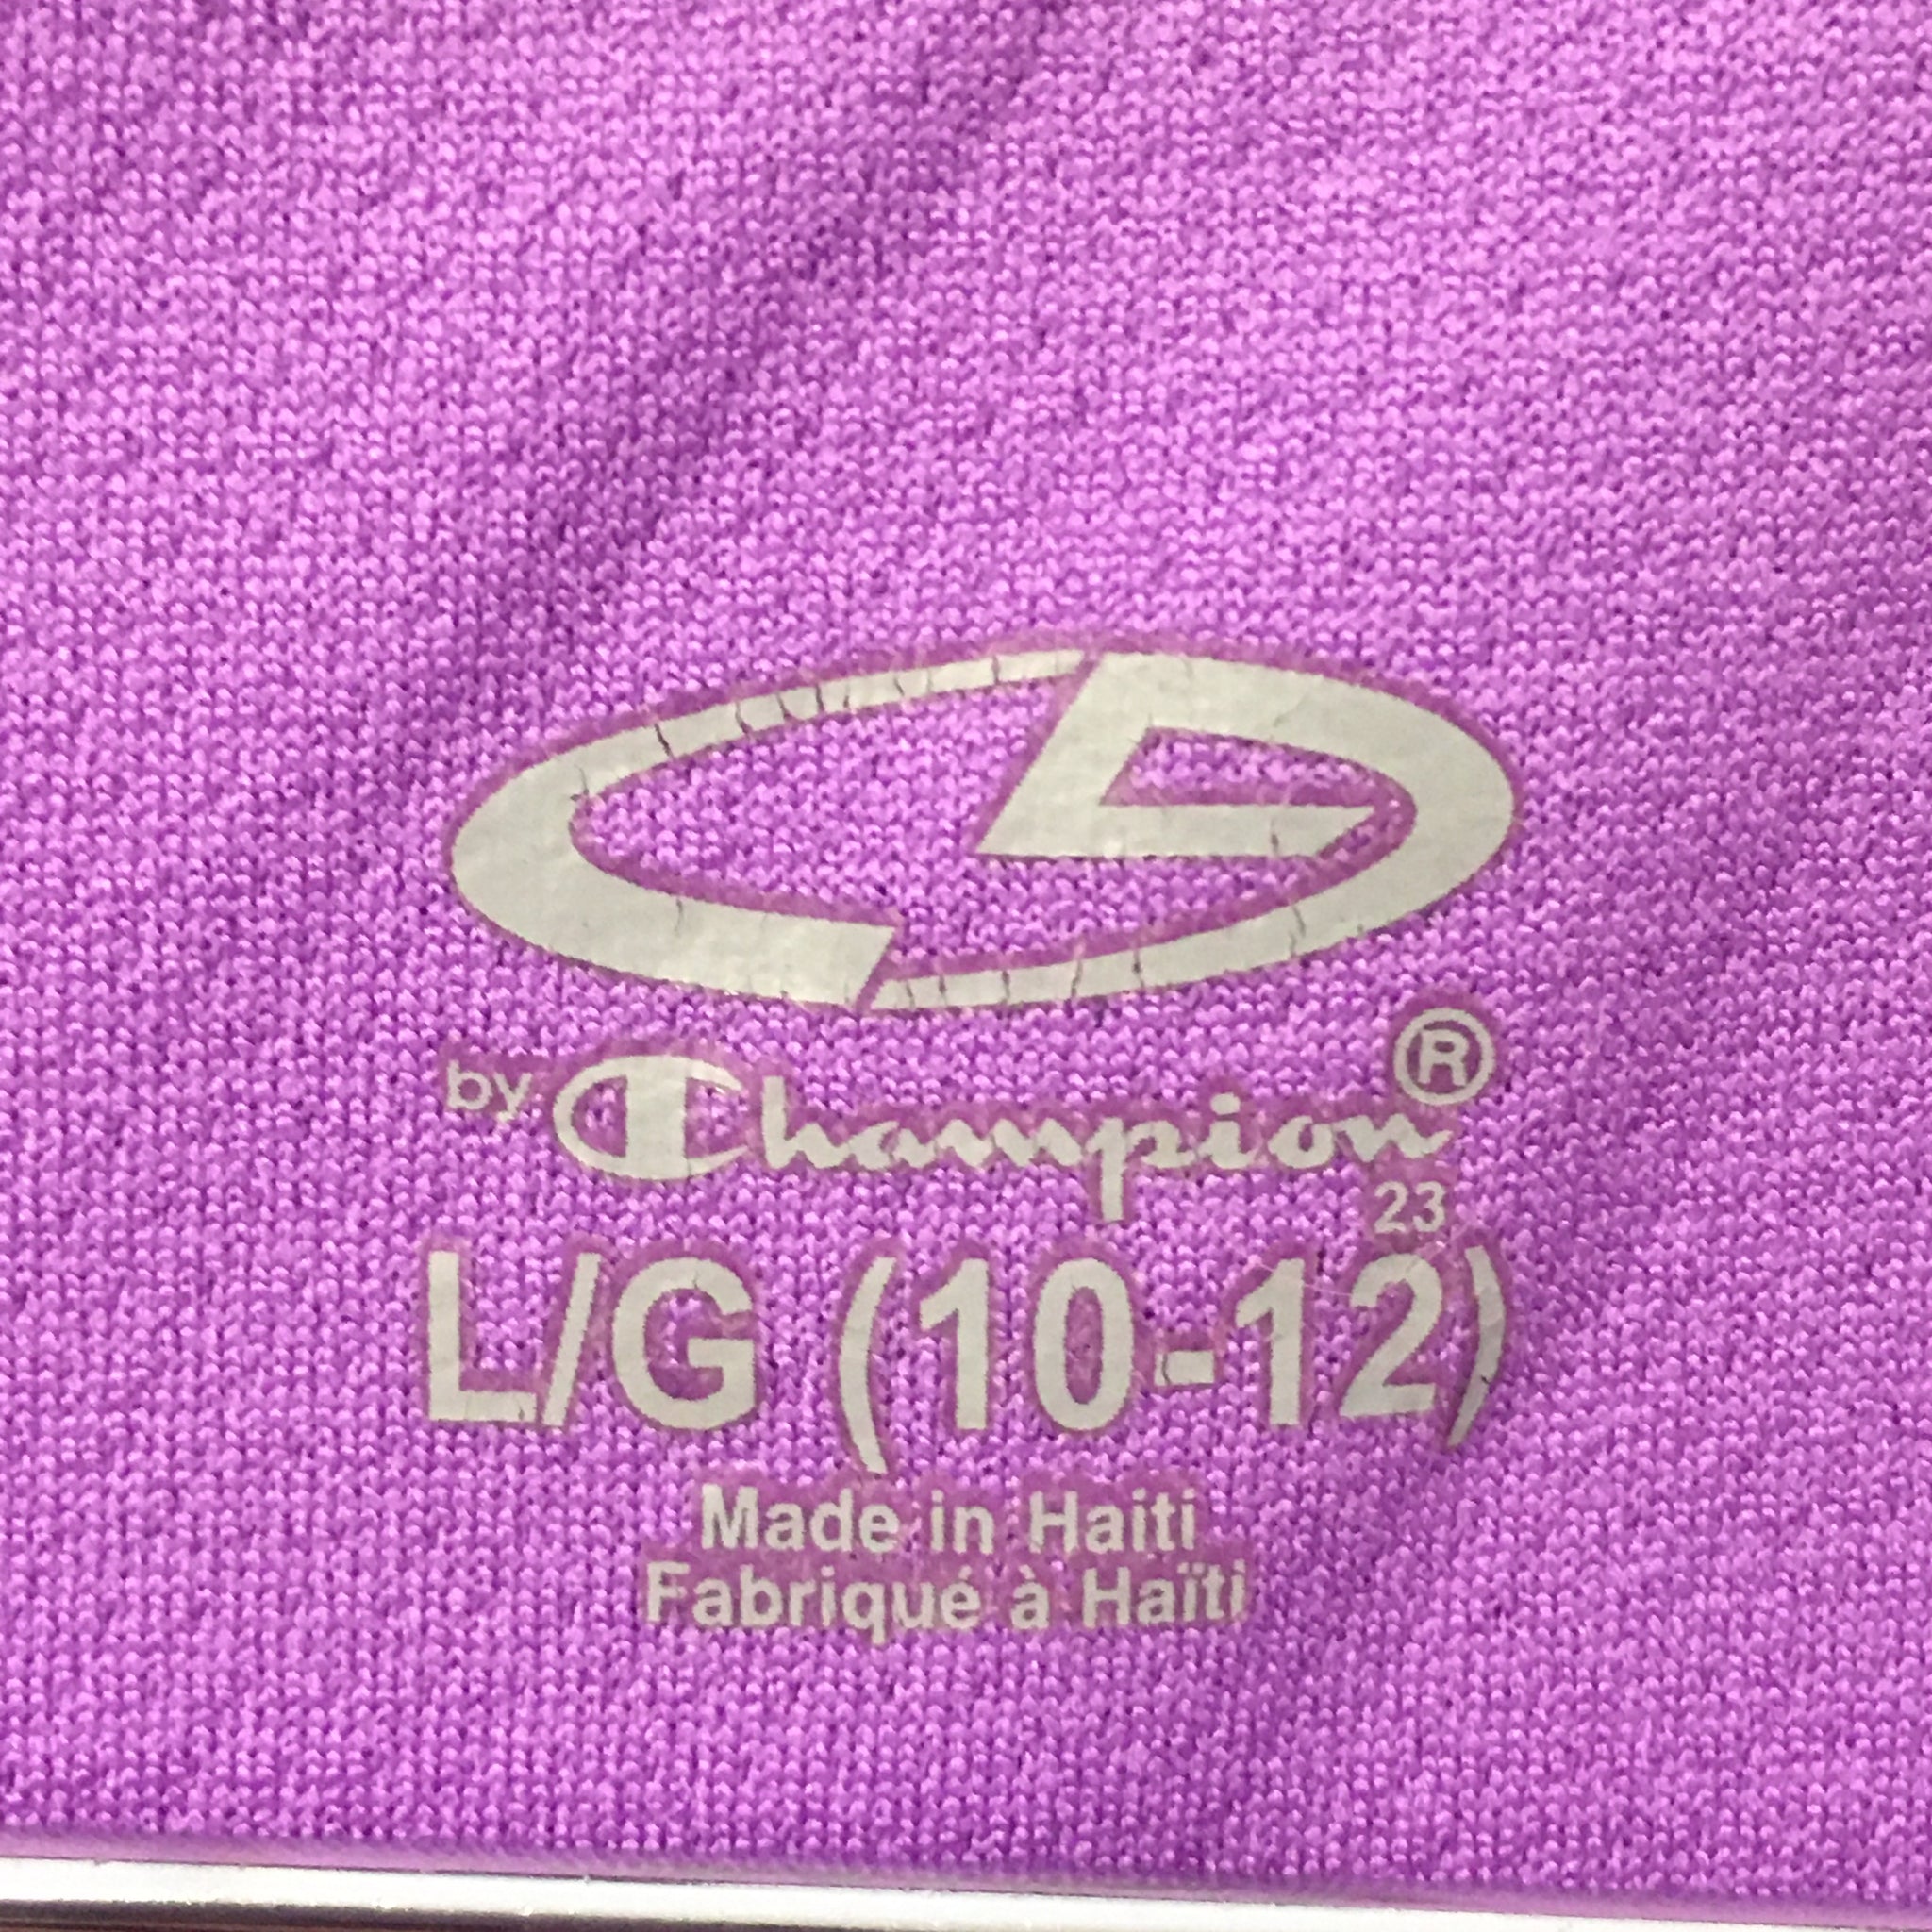 by Champion®
23
L/G (10-12)
Made in Haiti
Fabriqué à Haïti